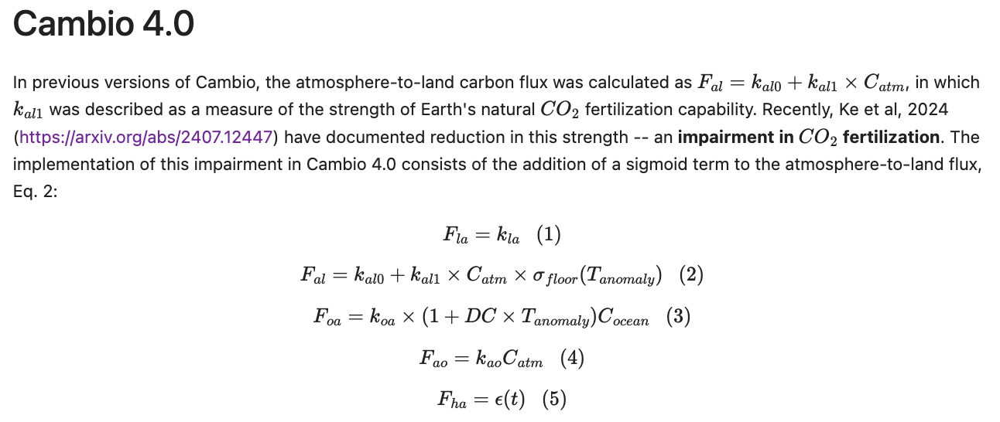 Cambio 4.0
In previous versions of Cambio, the atmosphere-to-land carbon flux was calculated as $F_{al} = k_{al0} + k_{al1} \times C_{atm}$, in which
$k_{al1}$ was described as a measure of the strength of Earth's natural $CO_2$ fertilization capability. Recently, Ke et al, 2024
(https://arxiv.org/abs/2407.12447) have documented reduction in this strength -- an impairment in $CO_2$ fertilization. The
implementation of this impairment in Cambio 4.0 consists of the addition of a sigmoid term to the atmosphere-to-land flux,
Eq. 2:
$F_{la} = k_{la} \quad (1)$
$F_{al} = k_{al0} + k_{al1} \times C_{atm} \times \sigma_{floor}(T_{anomaly}) \quad (2)$
$F_{oa} = k_{oa} \times (1 + DC \times T_{anomaly})C_{ocean} \quad (3)$
$F_{ao} = k_{ao}C_{atm} \quad (4)$
$F_{ha} = \epsilon(t) \quad (5)$